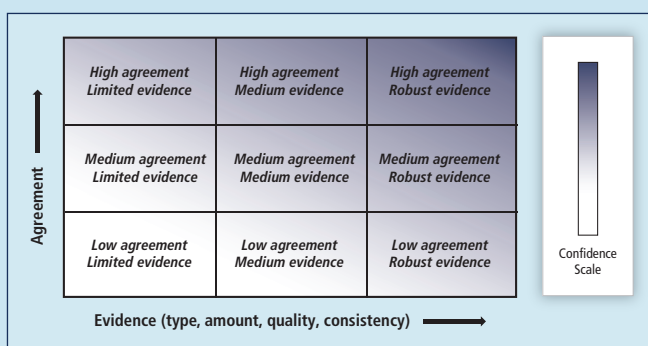 High agreement
Limited evidence
High agreement
Medium evidence
High agreement
Robust evidence
Medium agreement
Limited evidence
Medium agreement
Medium evidence
Medium agreement
Robust evidence
Low agreement
Limited evidence
Low agreement
Medium evidence
Low agreement
Robust evidence
Agreement
Evidence (type, amount, quality, consistency)
Confidence
Scale